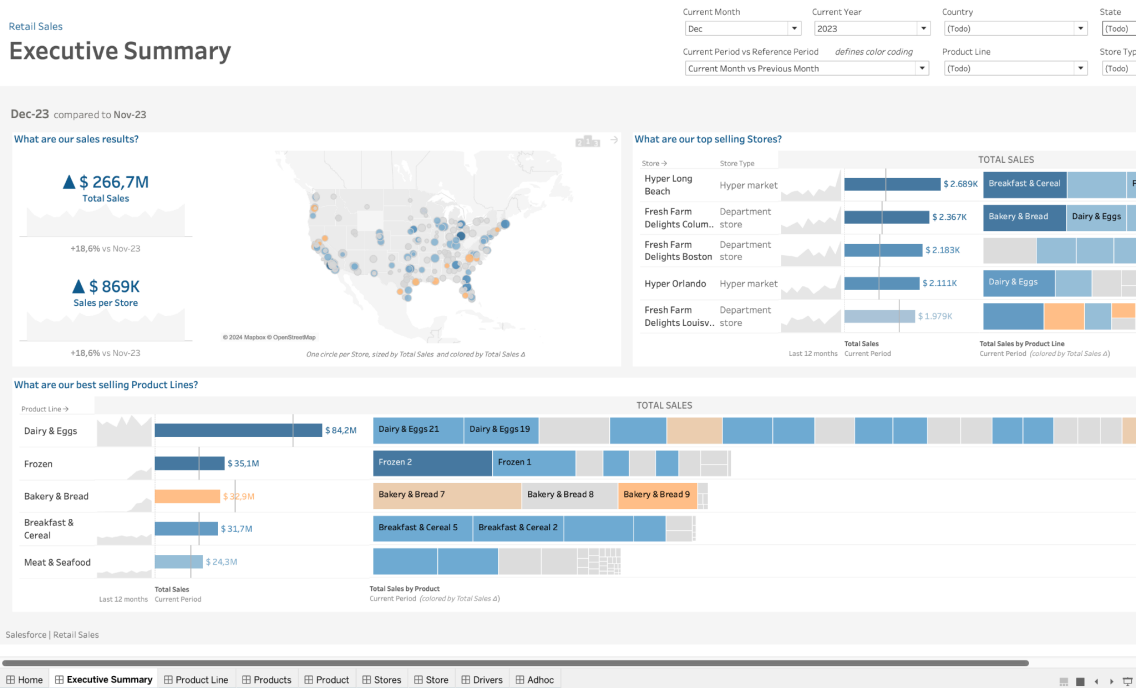 Retail Sales
Executive Summary
Current Month
Current Year
Country
State
Dec
2023
(Todo)
(Todo)
Current Period vs Reference Period defines color coding
Product Line
Store Typ
Current Month vs Previous Month
(Todo)
(Todo)
Dec-23 compared to Nov-23
What are our sales results?
$ 266,7M
Total Sales
+18,6% vs Nov-23
$ 869K
Sales per Store
+18,6% vs Nov-23
© 2024 Mapbox © OpenStreetMap
One circle per Store, sized by Total Sales and colored by Total Sales Δ
What are our top selling Stores?
Store →
Store Type
TOTAL SALES
Hyper Long
Beach
Hyper market
$ 2.689K
Breakfast & Cereal
F
Fresh Farm
Delights Colum..
Department
store
$ 2.367K
Bakery & Bread
Dairy & Eggs
Fresh Farm
Delights Boston
Department
store
$ 2.183K
Hyper Orlando
Hyper market
$ 2.111K
Dairy & Eggs
Fresh Farm
Delights Louisv..
Department
store
$ 1.979K
Last 12 months
Total Sales
Current Period
Total Sales by Product Line
Current Period (colored by Total Sales Δ)
What are our best selling Product Lines?
Product Line →
TOTAL SALES
Dairy & Eggs
$ 84,2M
Dairy & Eggs 21
Dairy & Eggs 19
Frozen
$ 35,1M
Frozen 2
Frozen 1
Bakery & Bread
$ 32,9M
Bakery & Bread 7
Bakery & Bread 8
Bakery & Bread 9
Breakfast &
Cereal
$ 31,7M
Breakfast & Cereal 5
Breakfast & Cereal 2
Meat & Seafood
$ 24,3M
Last 12 months
Total Sales
Current Period
Total Sales by Product
Current Period (colored by Total Sales Δ)
Salesforce | Retail Sales
Home
Executive Summary
Product Line
Products
Product
Stores
Store
Drivers
Adhoc